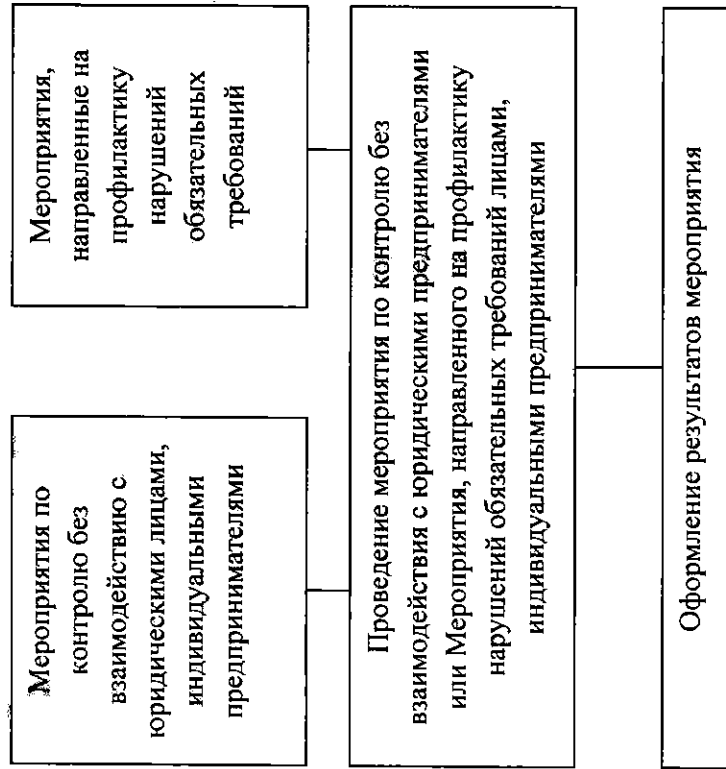 Мероприятия по
контролю без
взаимодействию с
юридическими лицами,
индивидуальными
предпринимателями
Мероприятия,
направленные на
профилактику
нарушений
обязательных
требований
Проведение мероприятия по контролю без
взаимодействия с юридическими предпринимателями
или Мероприятия, направленного на профилактику
нарушений обязательных требований лицами,
индивидуальными предпринимателями
Оформление результатов мероприятия